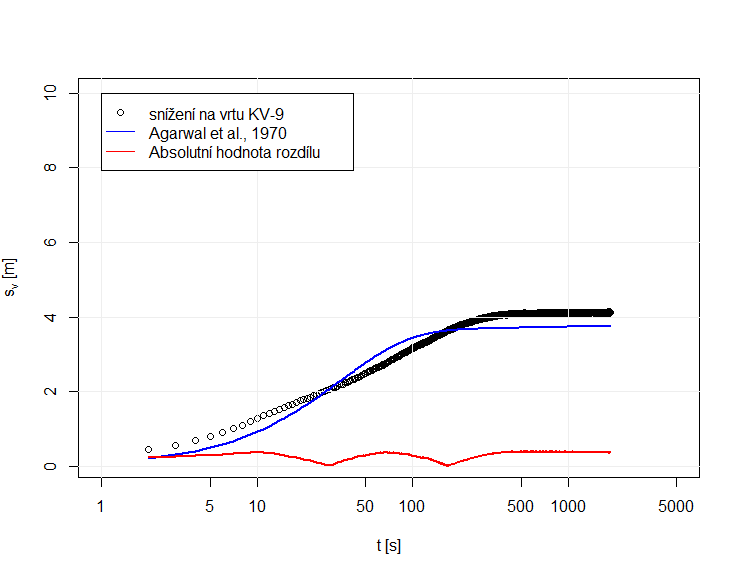 snížení na vrtu KV-9
Agarwal et al., 1970
Absolutní hodnota rozdílu
10
8
6
4
2
0
sv [m]
1 5 10 50 100 500 1000 5000
t [s]